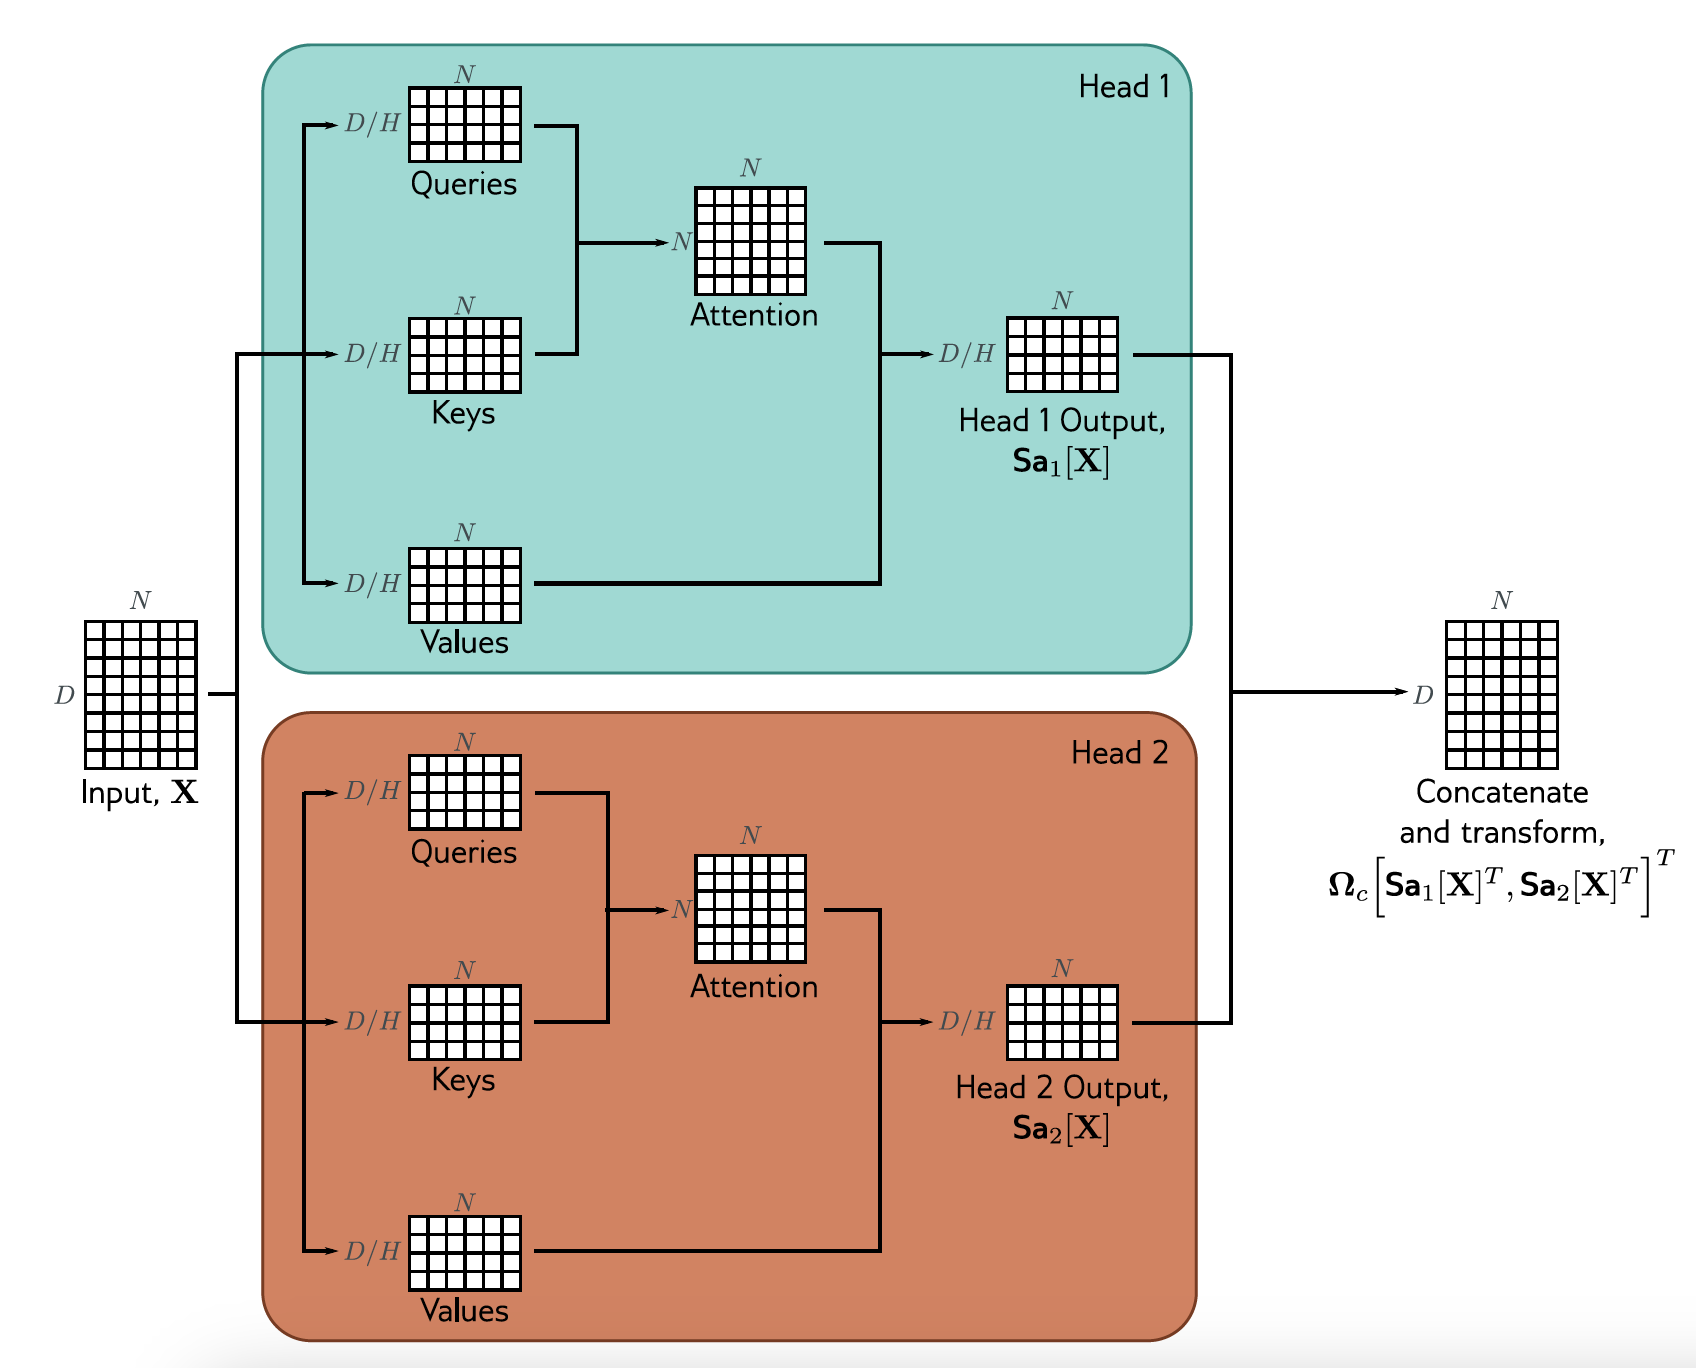 N
D
Input, X
Head 1
N
D/H
Queries
N
D/H
Keys
N
D/H
Values
N
N
Attention
N
D/H
Head 1 Output,
Sa₁[X]
Head 2
N
D/H
Queries
N
D/H
Keys
N
D/H
Values
N
N
Attention
N
D/H
Head 2 Output,
Sa₂[X]
N
D
Concatenate
and transform,
Ω_c[Sa₁[X]^T, Sa₂[X]^T]^T